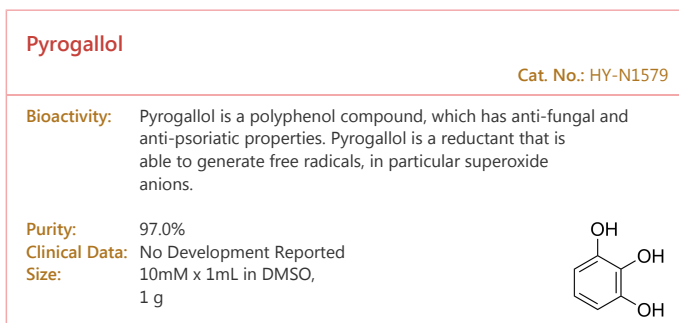 Pyrogallol
Cat. No.: HY-N1579
Bioactivity: Pyrogallol is a polyphenol compound, which has anti-fungal and
anti-psoriatic properties. Pyrogallol is a reductant that is
able to generate free radicals, in particular superoxide
anions.
Purity: 97.0%
Clinical Data: No Development Reported
Size: 10mM x 1mL in DMSO,
1 g
OH
OH
OH